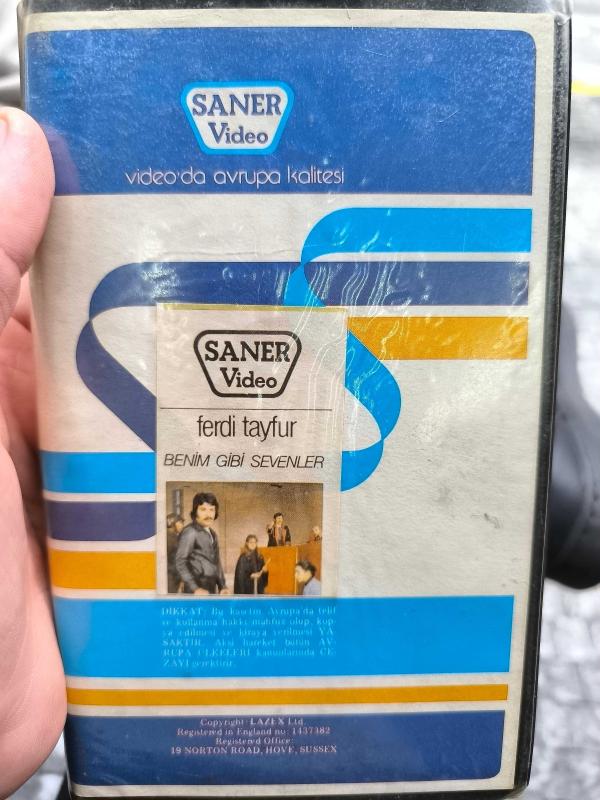 SANER
Video
video'da avrupa kalitesi
SANER
Video
ferdi tayfur
BENİM GİBİ SEVENLER
DİKKAT: Bu kasetin Avrupa'da telif
ve kullanma hakkı mahfuz olup, kop-
ya edilmesi ve kiraya verilmesi YA-
SAKTIR. Aksi hareket bütün AV-
RUPA ÜLKELERİ kanunlarında CE-
ZAYI gerektirir.
Copyright: LAZEX Ltd.
Registered in England no: 1437382
Registered Office:
19 NORTON ROAD, HOVE, SUSSEX